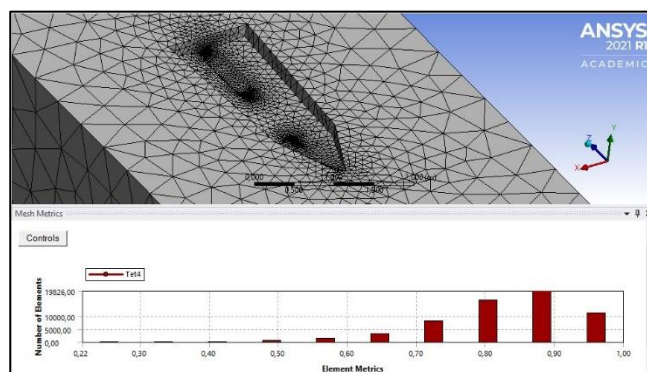 ANSYS
2021 R1
ACADEMIC
Z
Y
X
0,000
0,500
Mesh Metrics
Controls
Tet4
Number of Elements
19826,00
10000,00
5000,00
0,00
0,22
0,30
0,40
0,50
0,60
0,70
0,80
0,90
1,00
Element Metrics